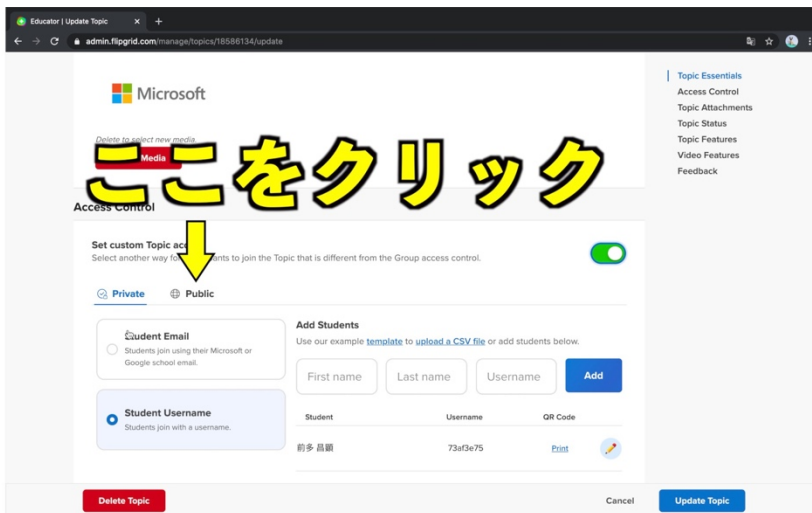 Educator | Update Topic
admin.flipgrid.com/manage/topics/18586134/update
Microsoft
Delete to select new media.
Media
ここをクリック
Topic Essentials
Access Control
Topic Attachments
Topic Status
Topic Features
Video Features
Feedback
Access Control
Set custom Topic acc
Select another way fo ants to join the Topic that is different from the Group access control.
Private Public
Student Email
Students join using their Microsoft or
Google school email.
Student Username
Students join with a username.
Add Students
Use our example template to upload a CSV file or add students below.
First name Last name Username Add
Student Username QR Code
前多 昌顕 73af3e75 Print
Delete Topic Cancel Update Topic